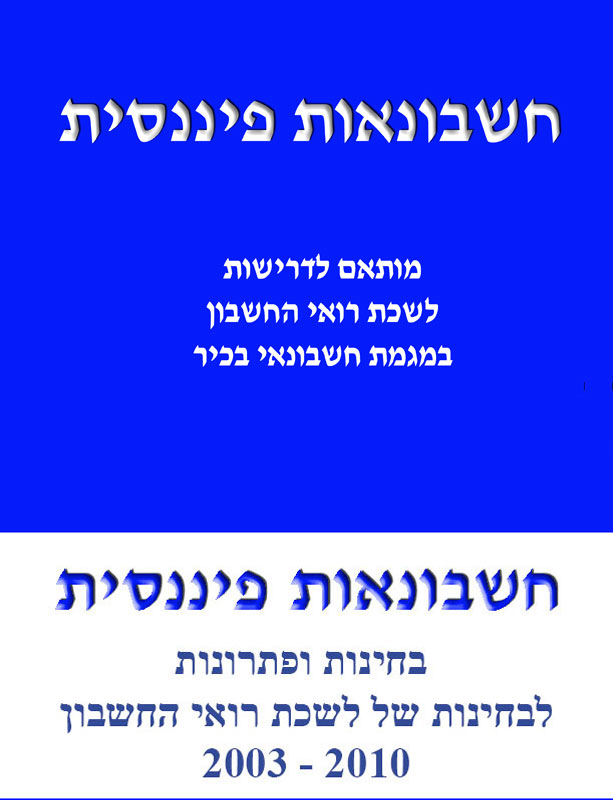 חשבונאות פיננסית
מותאם לדרישות
לשכת רואי החשבון
במגמת חשבונאי בכיר
חשבונאות פיננסית
בחינות ופתרונות
לבחינות של לשכת רואי החשבון
2003 - 2010